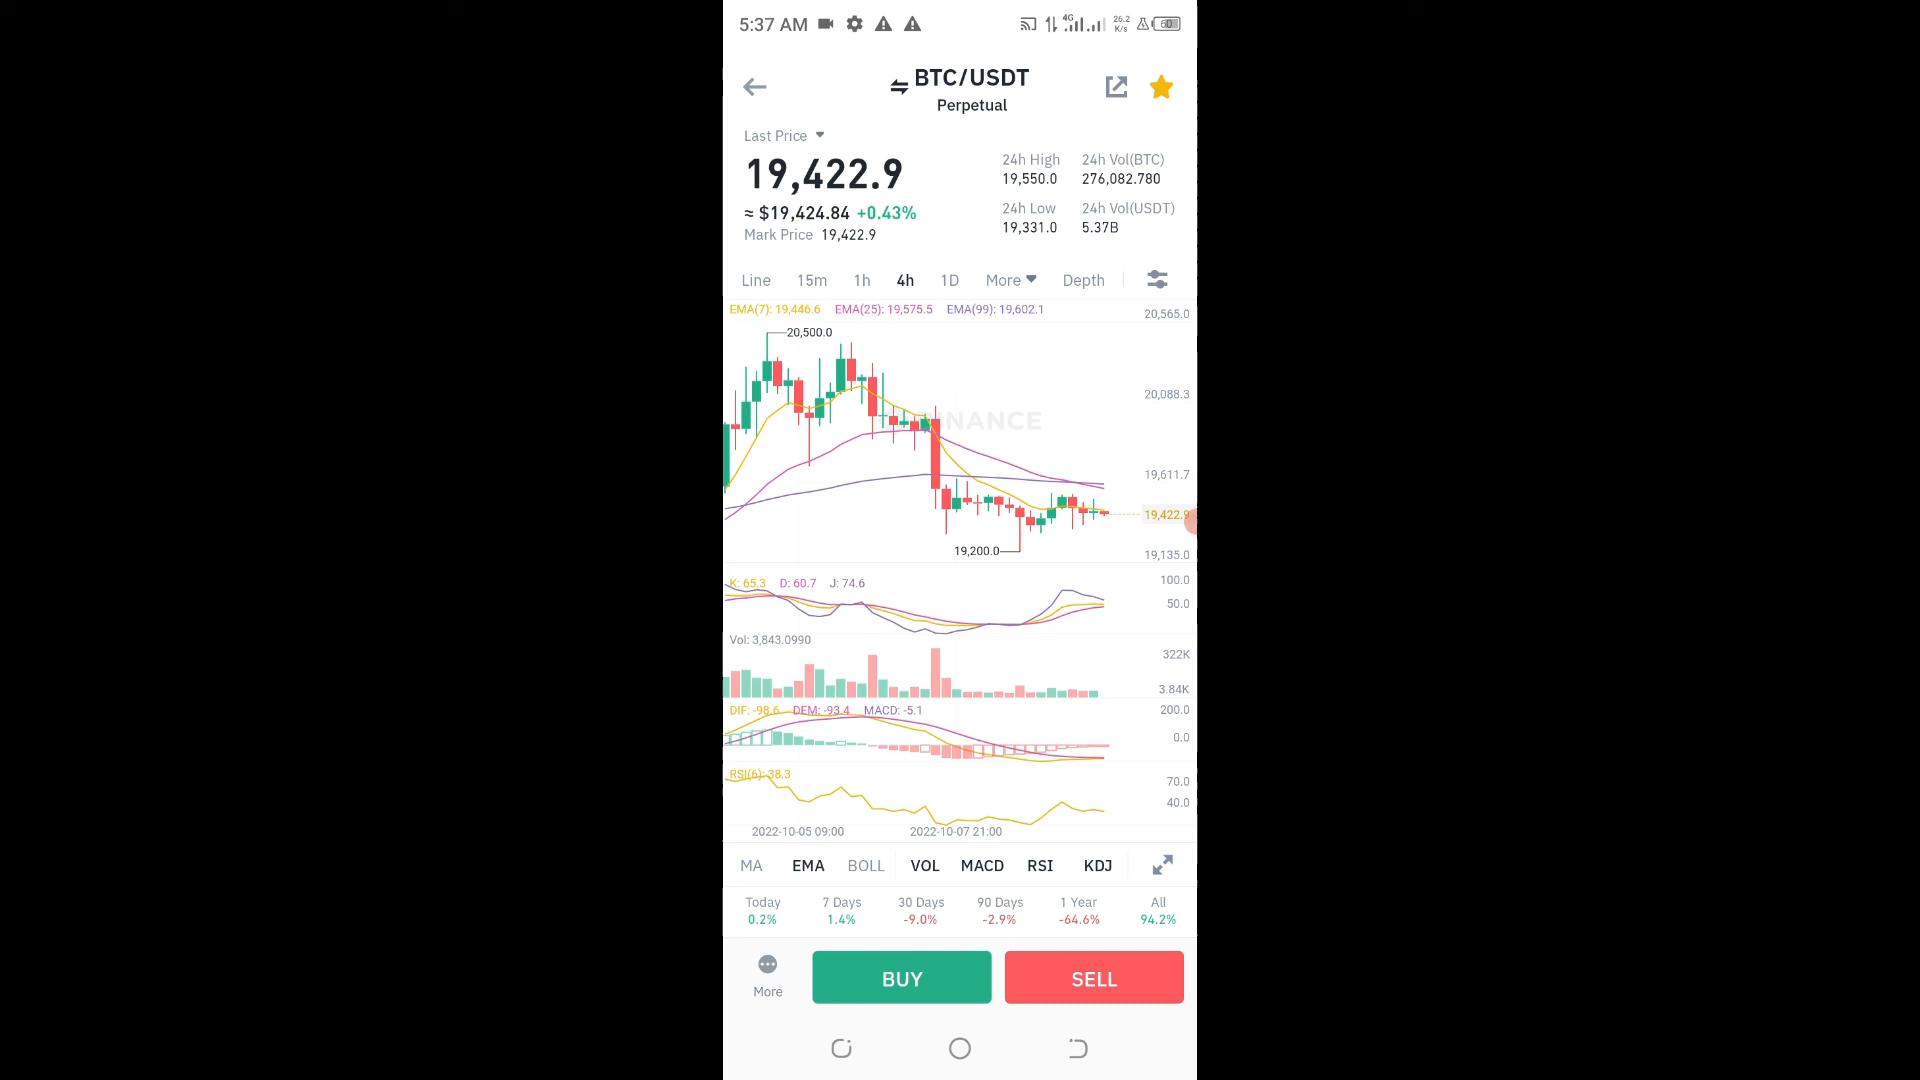 5:37 AM 4G 26.2 K/s 60
BTC/USDT
Perpetual
Last Price
19,422.9
≈ $19,424.84 +0.43%
Mark Price 19,422.9
24h High 24h Vol(BTC)
19,550.0 276,082.780
24h Low 24h Vol(USDT)
19,331.0 5.37B
Line 15m 1h 4h 1D More Depth
EMA(7): 19,446.6 EMA(25): 19,575.5 EMA(99): 19,602.1
20,565.0
20,500.0
20,088.3
BINANCE
19,611.7
19,422.9
19,200.0
19,135.0
K: 65.3 D: 60.7 J: 74.6
100.0
50.0
Vol: 3,843.0990
322K
3.84K
DIF: -98.6 DEM: -93.4 MACD: -5.1
200.0
0.0
RSI(6): 38.3
70.0
40.0
2022-10-05 09:00 2022-10-07 21:00
MA EMA BOLL VOL MACD RSI KDJ
Today 7 Days 30 Days 90 Days 1 Year All
0.2% 1.4% -9.0% -2.9% -64.6% 94.2%
More BUY SELL